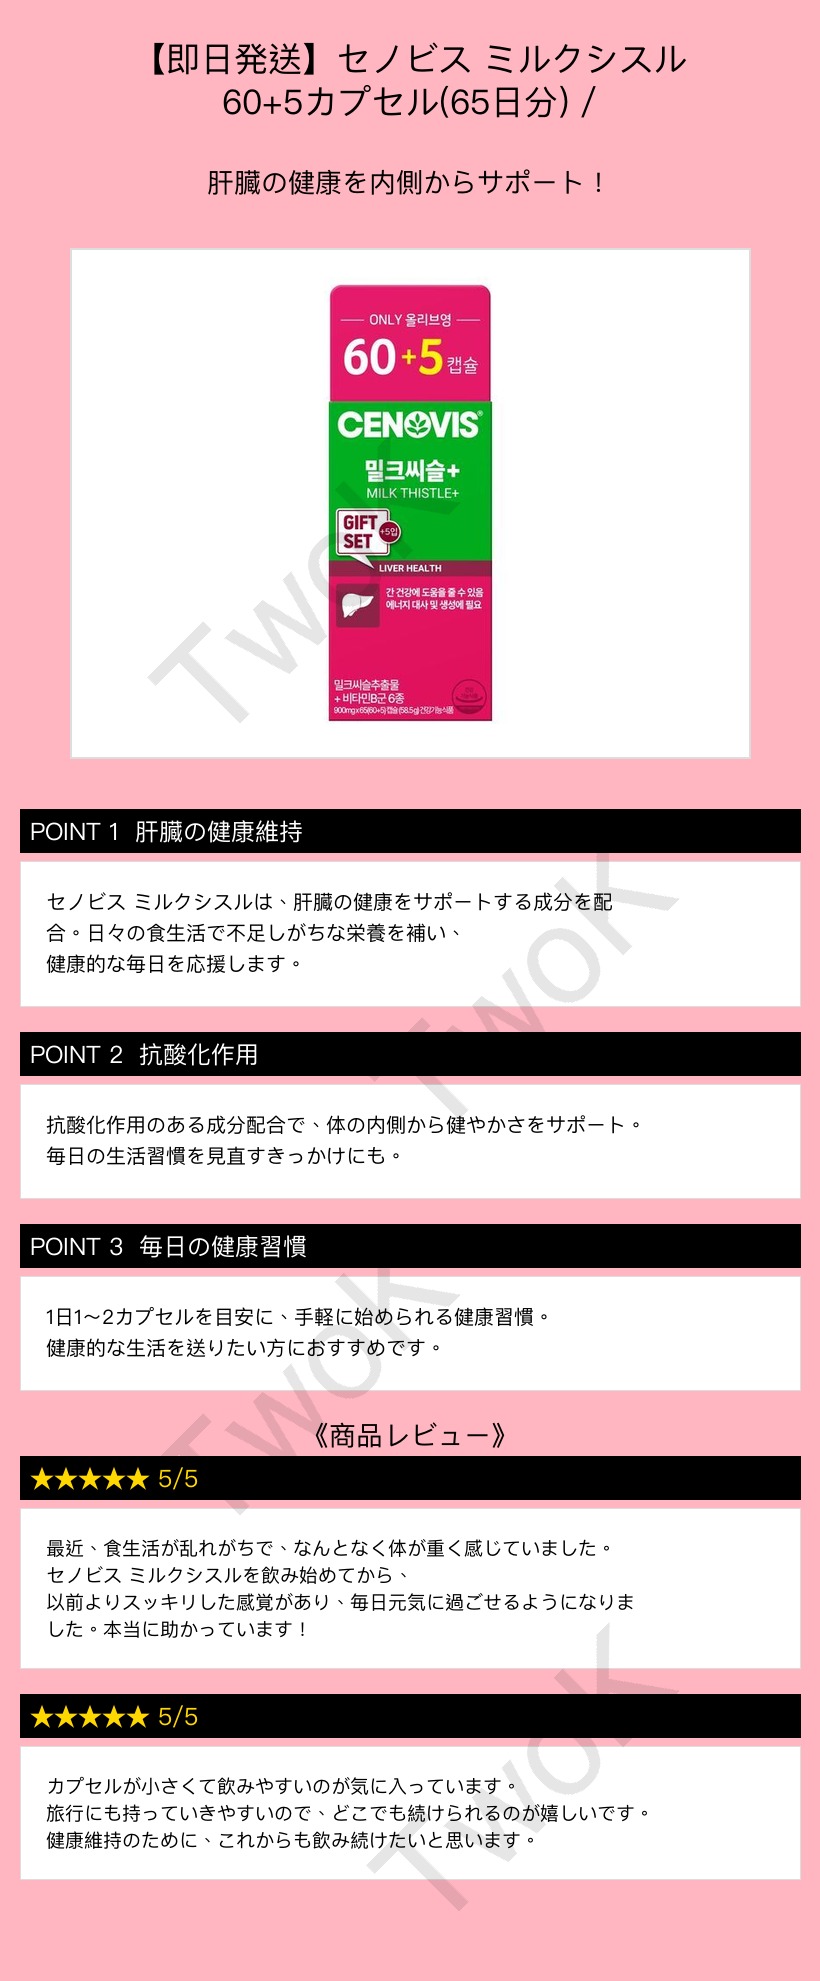 【即日発送】セノビス ミルクシスル
60+5カプセル(65日分) /
肝臓の健康を内側からサポート！
ONLY 올리브영
60+5캡슐
CENOVIS®
밀크씨슬+
MILK THISTLE+
GIFT
SET
+5입
LIVER HEALTH
간 건강에 도움을 줄 수 있음
에너지 대사 및 생성에 필요
밀크씨슬추출물
+ 비타민B군 6종
900mg x 65(60+5)캡슐(58.5g) 건강기능식품
TwoK
POINT 1 肝臓の健康維持
セノビス ミルクシスルは、肝臓の健康をサポートする成分を配
合。日々の食生活で不足しがちな栄養を補い、
健康的な毎日を応援します。
TwoK
POINT 2 抗酸化作用
抗酸化作用のある成分配合で、体の内側から健やかさをサポート。
毎日の生活習慣を見直すきっかけにも。
POINT 3 毎日の健康習慣
1日1～2カプセルを目安に、手軽に始められる健康習慣。
健康的な生活を送りたい方におすすめです。
TwoK
《商品レビュー》
★★★★★ 5/5
最近、食生活が乱れがちで、なんとなく体が重く感じていました。
セノビス ミルクシスルを飲み始めてから、
以前よりスッキリした感覚があり、毎日元気に過ごせるようになりま
した。本当に助かっています！
★★★★★ 5/5
カプセルが小さくて飲みやすいのが気に入っています。
旅行にも持っていきやすいので、どこでも続けられるのが嬉しいです。
健康維持のために、これからも飲み続けたいと思います。
TwoK